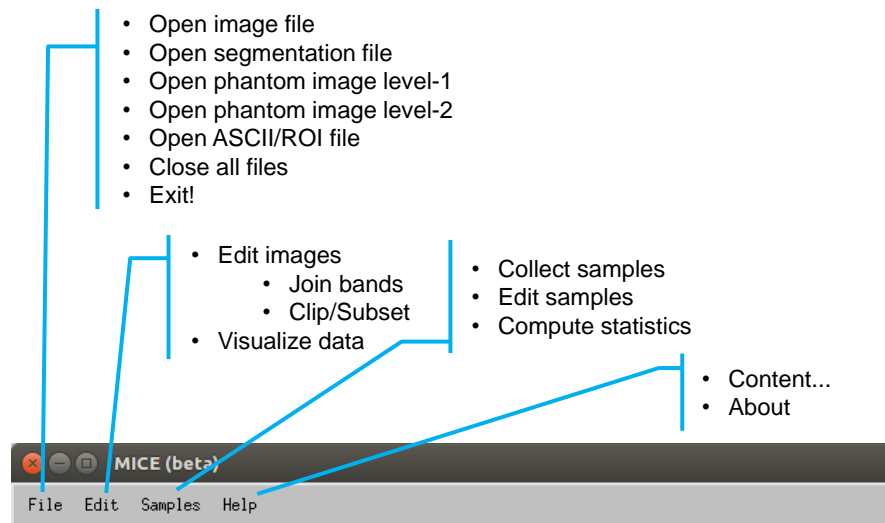 • Open image file
• Open segmentation file
• Open phantom image level-1
• Open phantom image level-2
• Open ASCII/ROI file
• Close all files
• Exit!
• Edit images
• Join bands
• Clip/Subset
• Visualize data
• Collect samples
• Edit samples
• Compute statistics
• Content...
• About
MICE (beta)
File Edit Samples Help